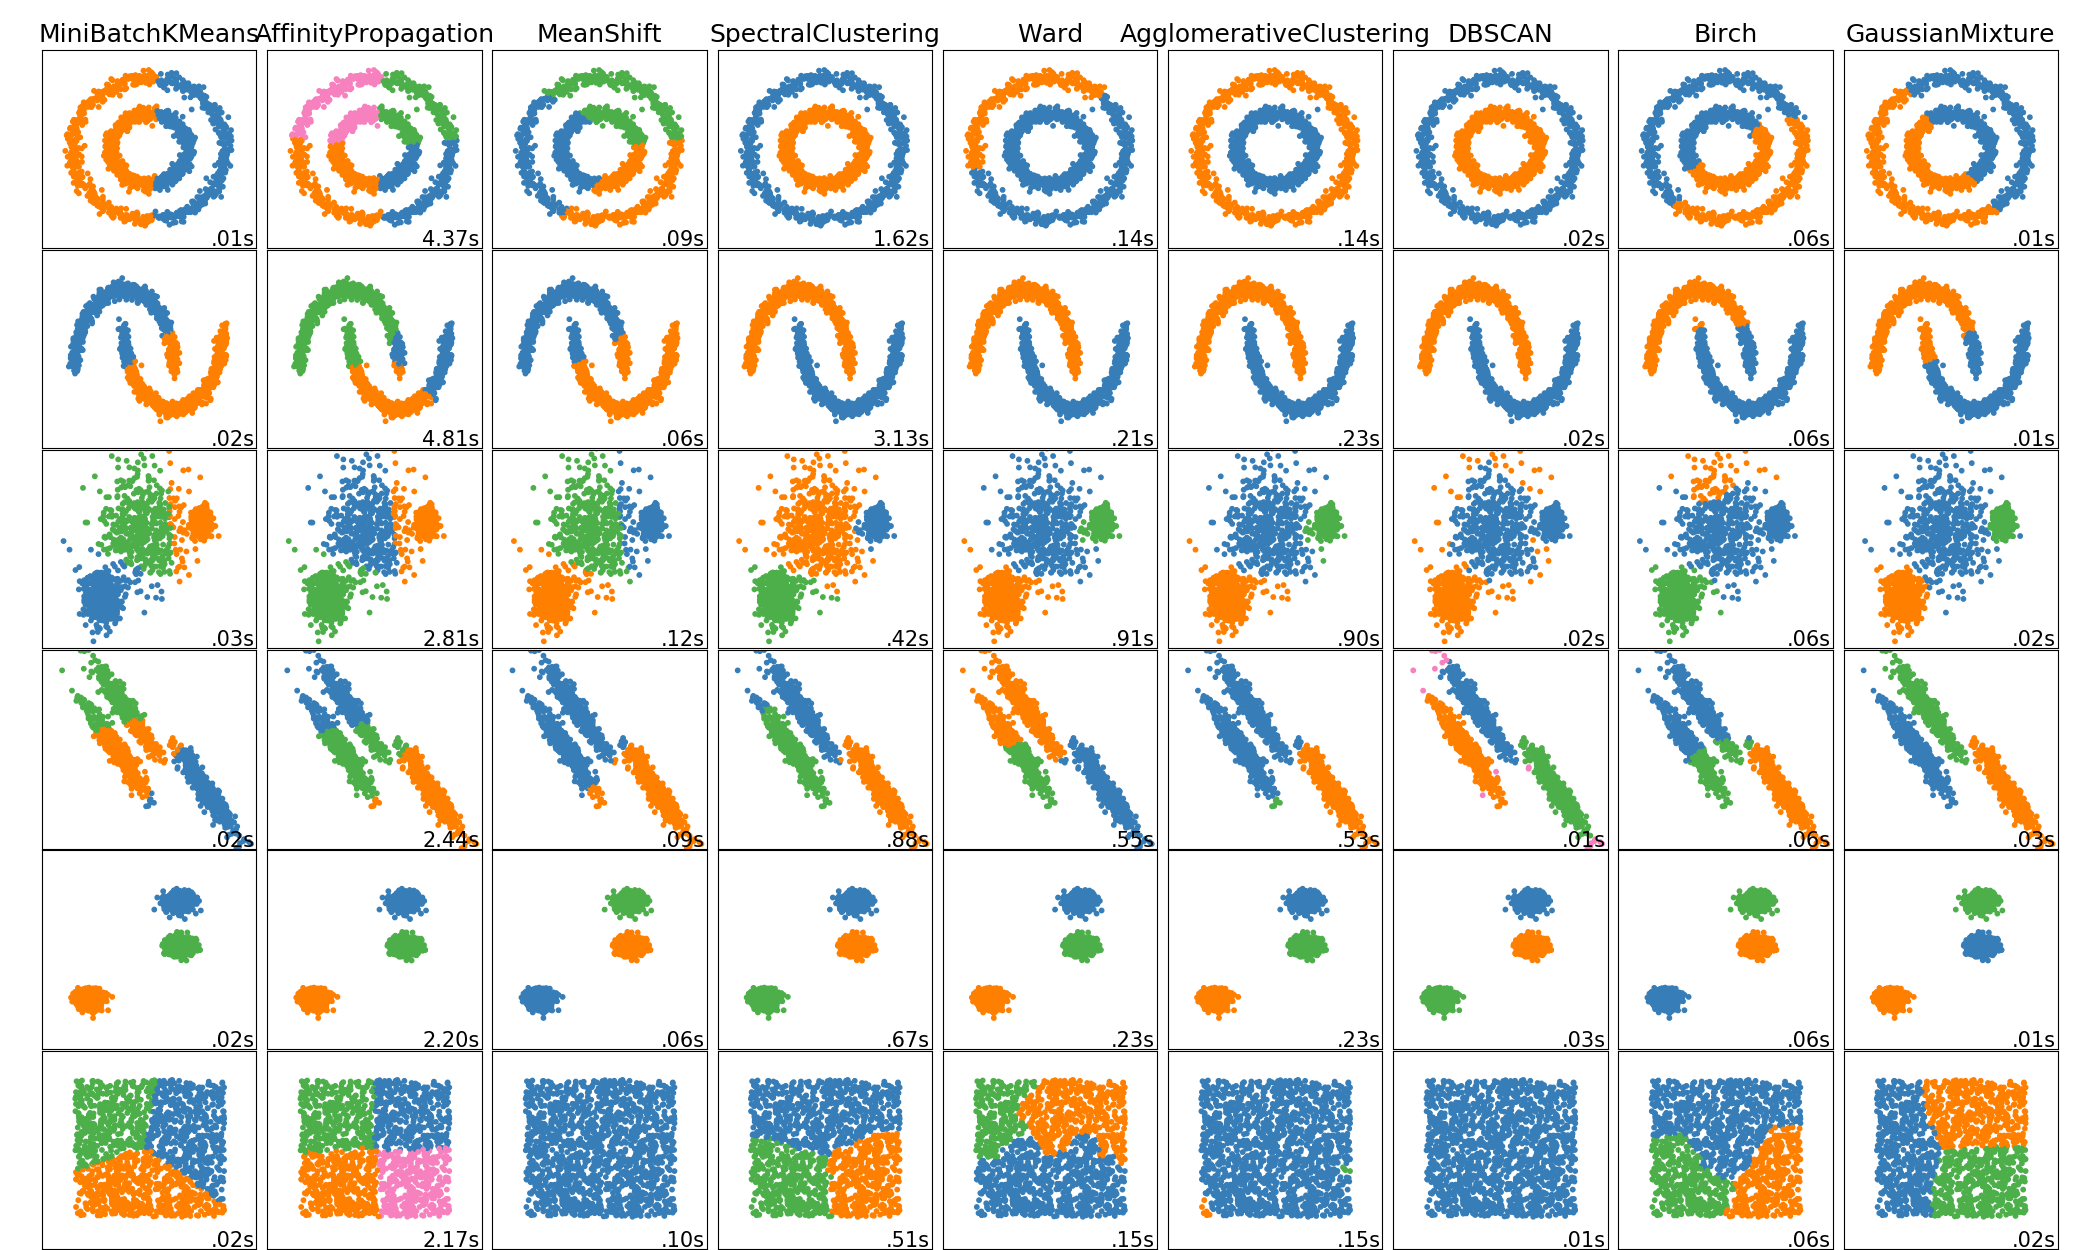 MiniBatchKMeans AffinityPropagation MeanShift SpectralClustering Ward AgglomerativeClustering DBSCAN Birch GaussianMixture
.01s 4.37s .09s 1.62s .14s .14s .02s .06s .01s
.02s 4.81s .06s 3.13s .21s .23s .02s .06s .01s
.03s 2.81s .12s .42s .91s .90s .02s .06s .02s
.02s 2.44s .09s .88s .55s .53s .01s .06s .03s
.02s 2.20s .06s .67s .23s .23s .03s .06s .01s
.02s 2.17s .10s .51s .15s .15s .01s .06s .02s